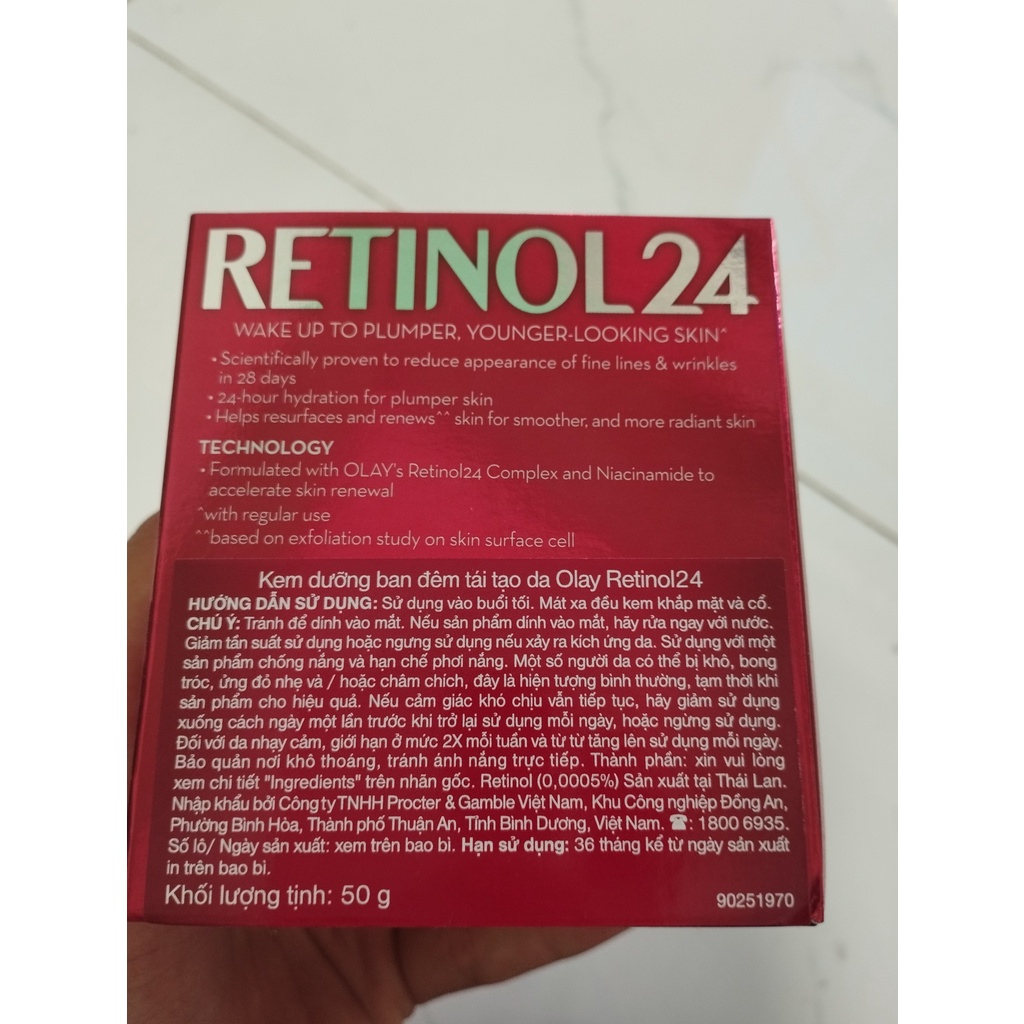 RETINOL24
WAKE UP TO PLUMPER, YOUNGER-LOOKING SKIN^
• Scientifically proven to reduce appearance of fine lines & wrinkles
in 28 days
• 24-hour hydration for plumper skin
• Helps resurfaces and renews^^ skin for smoother, and more radiant skin
TECHNOLOGY
• Formulated with OLAY's Retinol24 Complex and Niacinamide to
accelerate skin renewal
^with regular use
^^based on exfoliation study on skin surface cell
Kem dưỡng ban đêm tái tạo da Olay Retinol24
HƯỚNG DẪN SỬ DỤNG: Sử dụng vào buổi tối. Mát xa đều kem khắp mặt và cổ.
CHÚ Ý: Tránh để dính vào mắt. Nếu sản phẩm dính vào mắt, hãy rửa ngay với nước.
Giảm tần suất sử dụng hoặc ngưng sử dụng nếu xảy ra kích ứng da. Sử dụng với một
sản phẩm chống nắng và hạn chế phơi nắng. Một số người da có thể bị khô, bong
tróc, ửng đỏ nhẹ và / hoặc châm chích, đây là hiện tượng bình thường, tạm thời khi
sản phẩm cho hiệu quả. Nếu cảm giác khó chịu vẫn tiếp tục, hãy giảm sử dụng
xuống cách ngày một lần trước khi trở lại sử dụng mỗi ngày, hoặc ngừng sử dụng.
Đối với da nhạy cảm, giới hạn ở mức 2X mỗi tuần và từ từ tăng lên sử dụng mỗi ngày.
Bảo quản nơi khô thoáng, tránh ánh nắng trực tiếp. Thành phần: xin vui lòng
xem chi tiết "Ingredients" trên nhãn gốc. Retinol (0,0005%) Sản xuất tại Thái Lan.
Nhập khẩu bởi Công ty TNHH Procter & Gamble Việt Nam, Khu Công nghiệp Đồng An,
Phường Bình Hòa, Thành phố Thuận An, Tỉnh Bình Dương, Việt Nam. ☎: 1800 6935.
Số lô/ Ngày sản xuất: xem trên bao bì. Hạn sử dụng: 36 tháng kể từ ngày sản xuất
in trên bao bì.
Khối lượng tịnh: 50 g
90251970